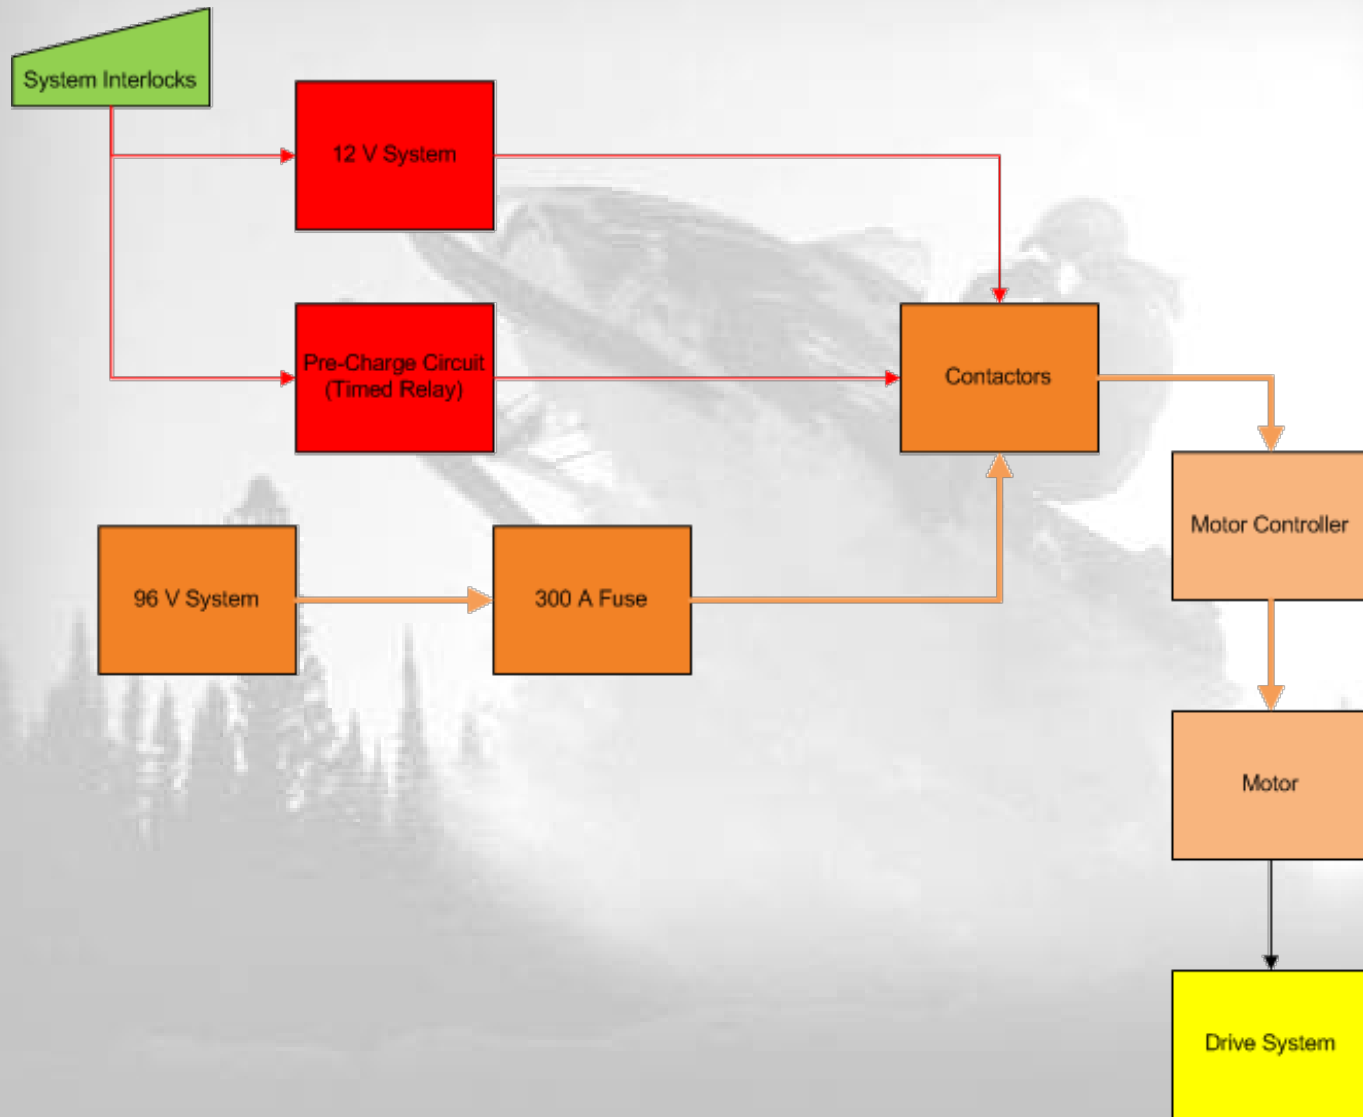 System Interlocks
12 V System
Pre-Charge Circuit
(Timed Relay)
Contactors
96 V System
300 A Fuse
Motor Controller
Motor
Drive System